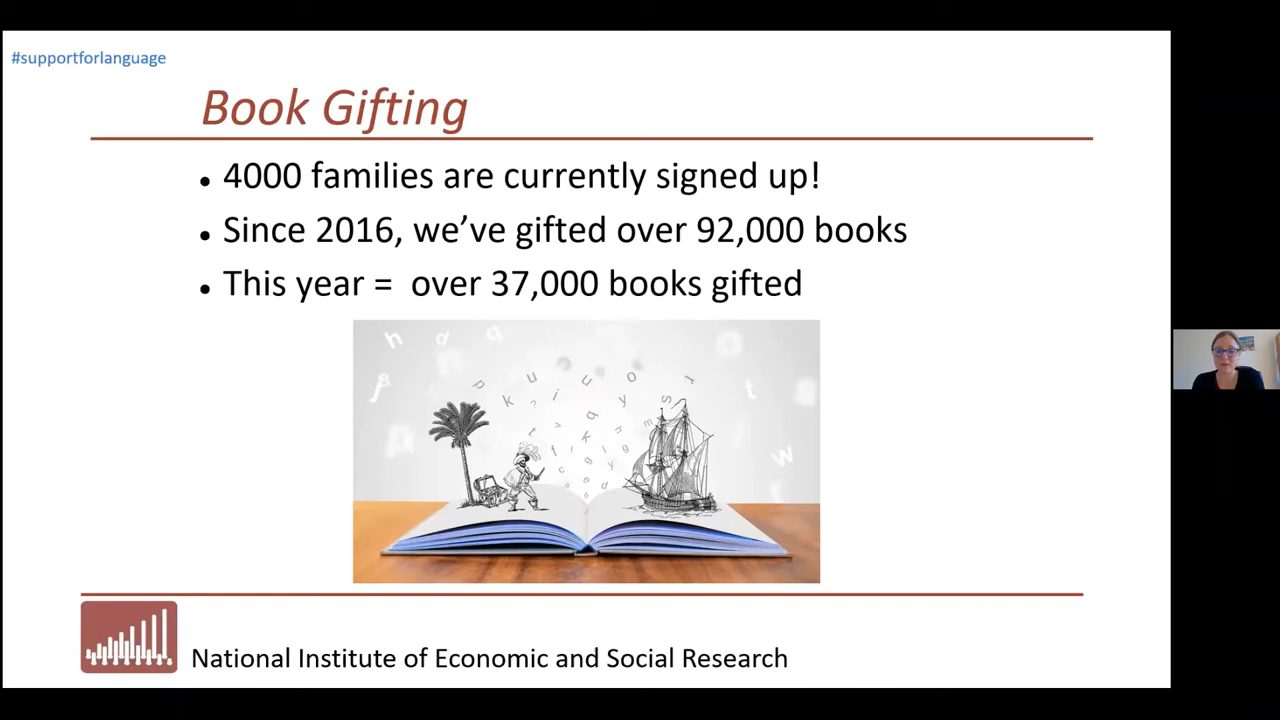 #supportforlanguage
Book Gifting
• 4000 families are currently signed up!
• Since 2016, we’ve gifted over 92,000 books
• This year =  over 37,000 books gifted
National Institute of Economic and Social Research